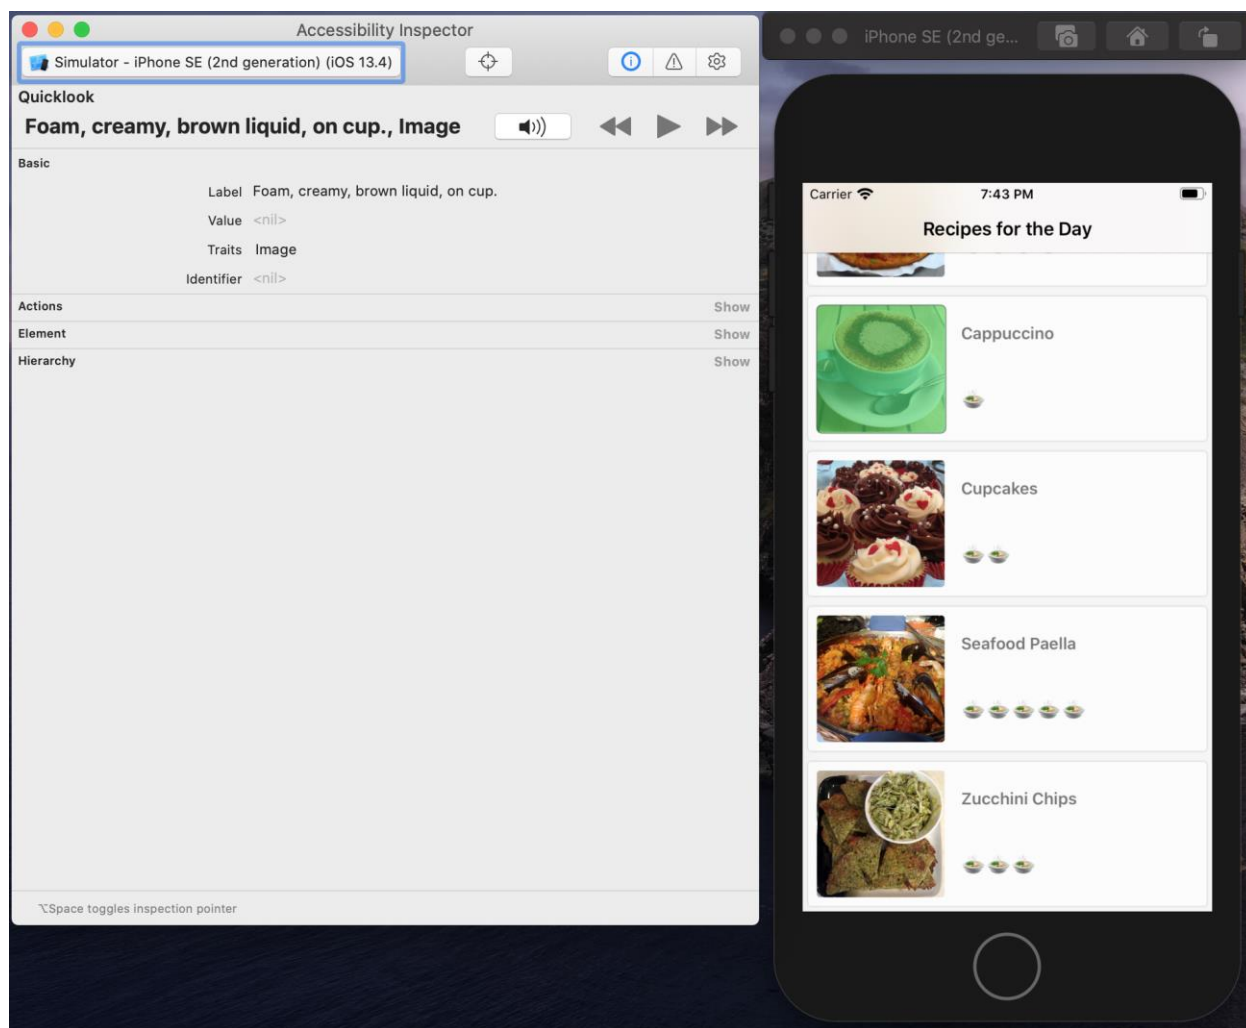 Accessibility Inspector
Simulator - iPhone SE (2nd generation) (iOS 13.4)
Quicklook
Foam, creamy, brown liquid, on cup., Image
Basic
Label Foam, creamy, brown liquid, on cup.
Value <nil>
Traits Image
Identifier <nil>
Actions Show
Element Show
Hierarchy Show
⌥Space toggles inspection pointer
iPhone SE (2nd ge...
Carrier 7:43 PM
Recipes for the Day
Cappuccino
Cupcakes
Seafood Paella
Zucchini Chips